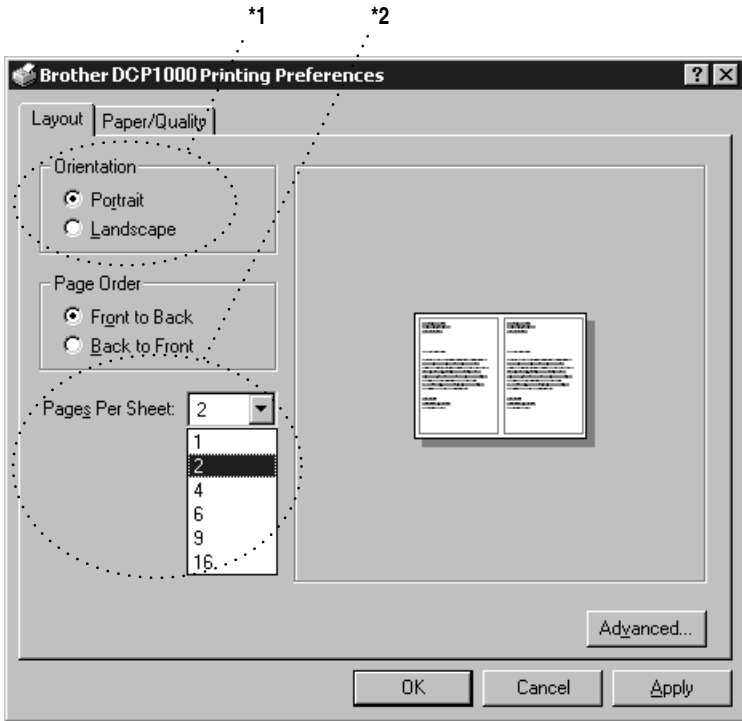 *1 *2
Brother DCP1000 Printing Preferences
Layout Paper/Quality
Orientation
Portrait
Landscape
Page Order
Front to Back
Back to Front
Pages Per Sheet: 2
1
2
4
6
9
16
Advanced...
OK Cancel Apply